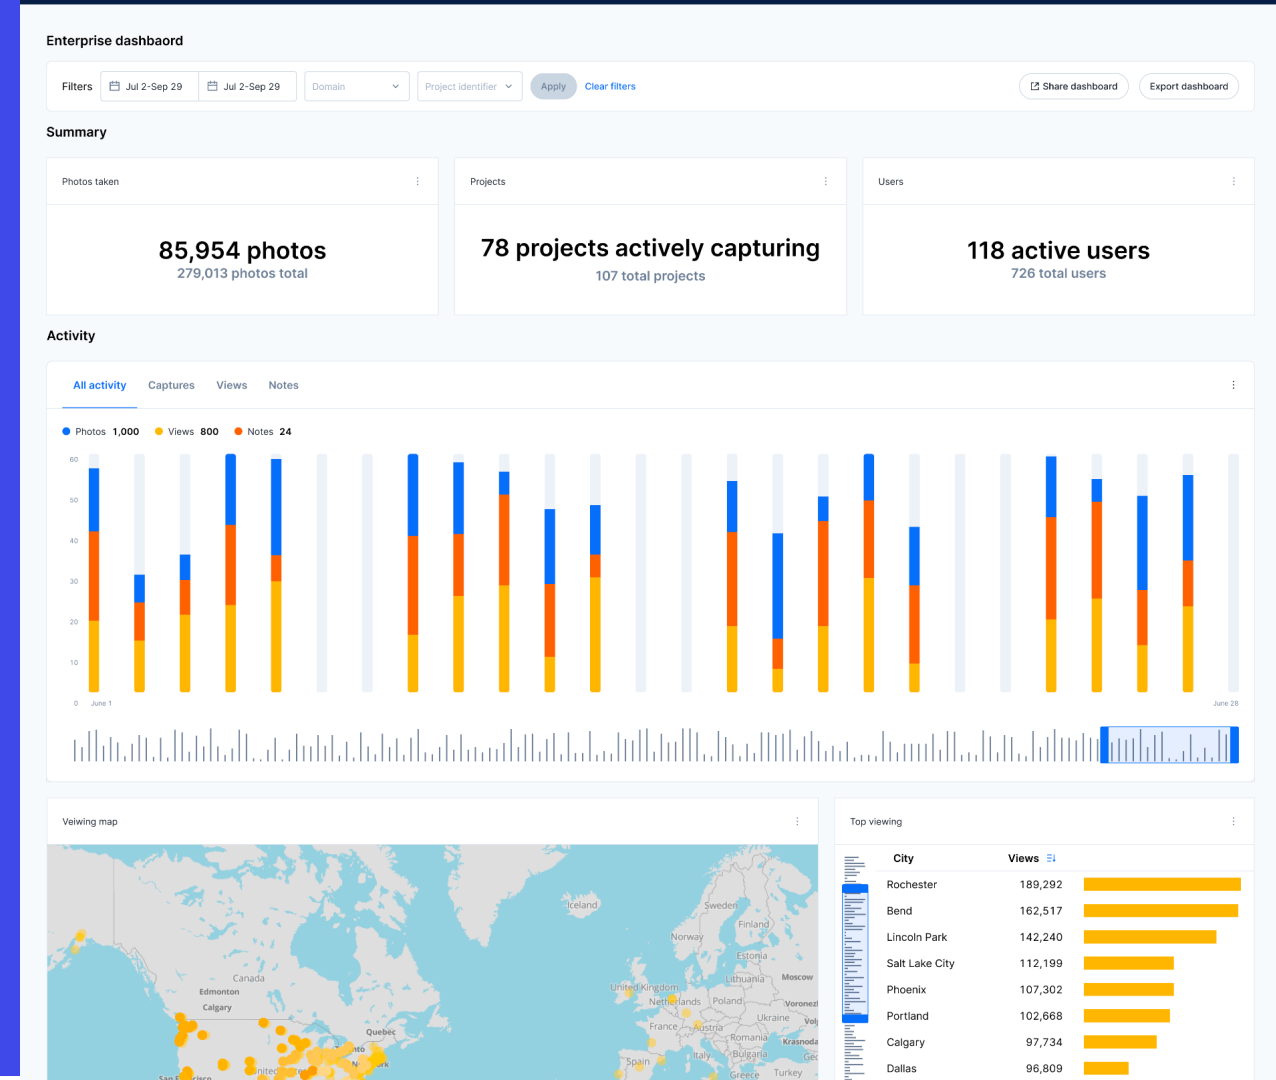 Enterprise dashbaord
Filters
Jul 2-Sep 29
Jul 2-Sep 29
Domain
Project identifier
Apply
Clear filters
Share dashboard
Export dashboard
Summary
Photos taken
85,954 photos
279,013 photos total
Projects
78 projects actively capturing
107 total projects
Users
118 active users
726 total users
Activity
All activity
Captures
Views
Notes
Photos 1,000
Views 800
Notes 24
60
50
40
30
20
10
0
June 1
June 28
Veiwing map
Iceland
Sweden
Finland
Norway
Estonia
Canada
Lithuania
Moscow
Edmonton
United Kingdom
Calgary
Netherlands
Poland
Voronez
Ukraine
Volg
Quebec
France
Austria
Romania
Krasnoda
Italy
Bulgaria
Geo
Spain
Greece
Turkey
Top viewing
City Views
Rochester 189,292
Bend 162,517
Lincoln Park 142,240
Salt Lake City 112,199
Phoenix 107,302
Portland 102,668
Calgary 97,734
Dallas 96,809